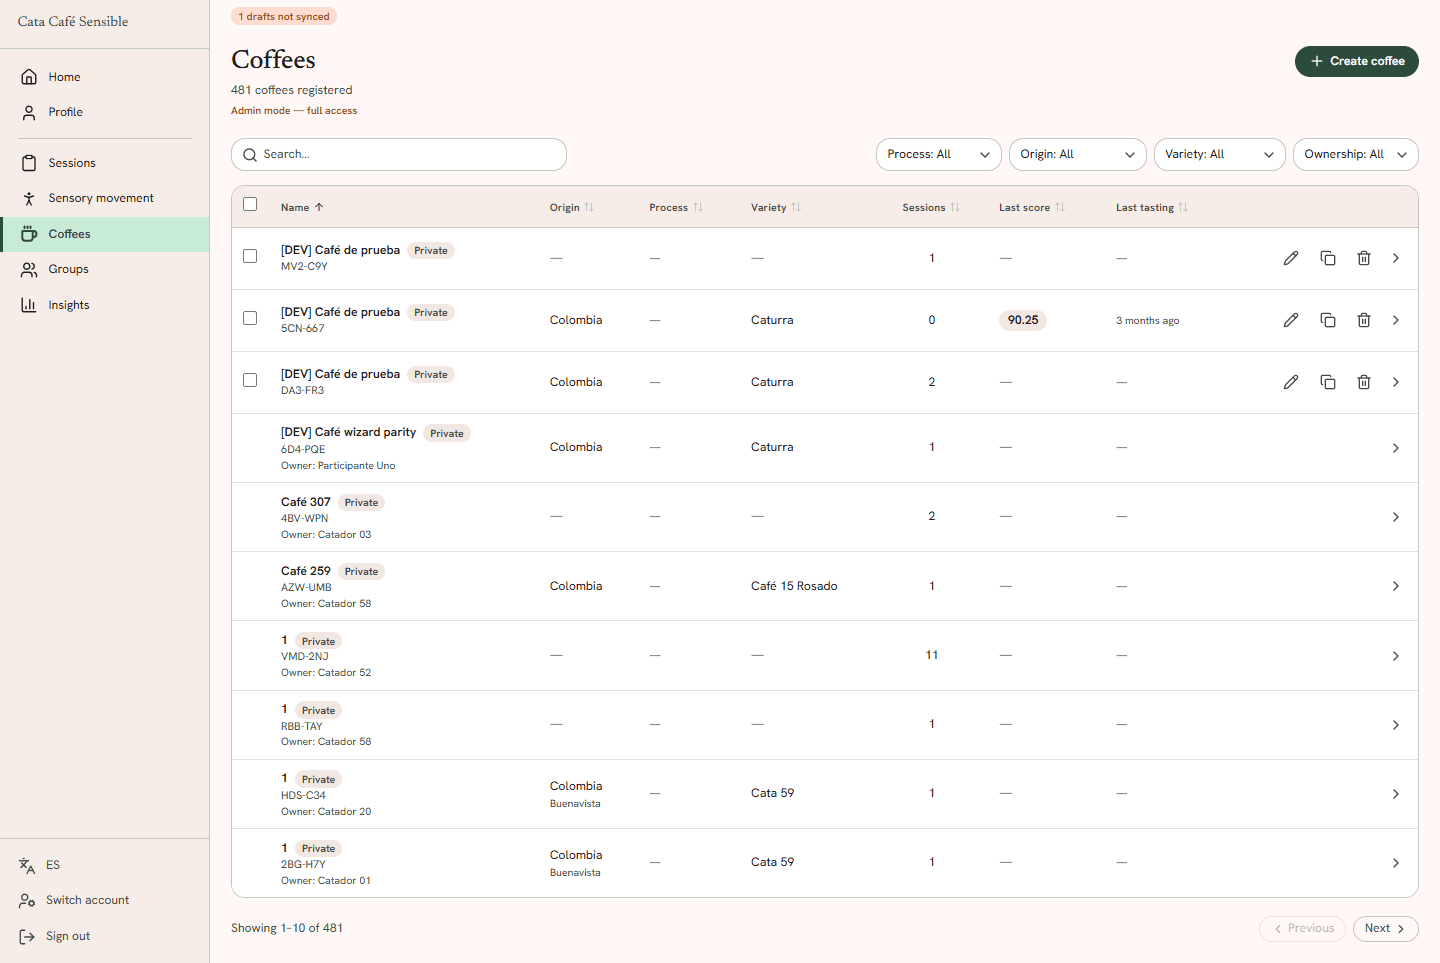 Cata Café Sensible
Home
Profile
Sessions
Sensory movement
Coffees
Groups
Insights
ES
Switch account
Sign out
1 drafts not synced
Coffees
481 coffees registered
Admin mode — full access
Create coffee
Search...
Process: All
Origin: All
Variety: All
Ownership: All
Name Origin Process Variety Sessions Last score Last tasting
[DEV] Café de prueba Private
MV2-C9Y
— — — 1 — —
[DEV] Café de prueba Private
5CN-667
Colombia — Caturra 0 90.25 3 months ago
[DEV] Café de prueba Private
DA3-FR3
Colombia — Caturra 2 — —
[DEV] Café wizard parity Private
6D4-PQE
Owner: Participante Uno
Colombia — Caturra 1 — —
Café 307 Private
4BV-WPN
Owner: Catador 03
— — — 2 — —
Café 259 Private
AZW-UMB
Owner: Catador 58
Colombia — Café 15 Rosado 1 — —
1 Private
VMD-2NJ
Owner: Catador 52
— — — 11 — —
1 Private
RBB-TAY
Owner: Catador 58
— — — 1 — —
1 Private
HDS-C34
Owner: Catador 20
Colombia
Buenavista
— Cata 59 1 — —
1 Private
2BG-H7Y
Owner: Catador 01
Colombia
Buenavista
— Cata 59 1 — —
Showing 1–10 of 481
Previous
Next